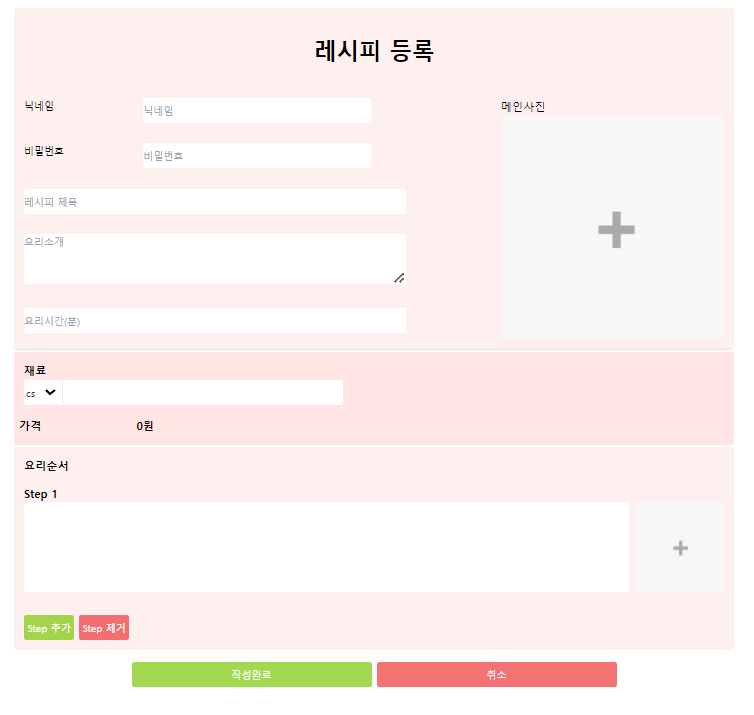 레시피 등록
닉네임
닉네임
메인사진
비밀번호
비밀번호
레시피 제목
요리소개
요리시간(분)
재료
cs
가격 0원
요리순서
Step 1
Step 추가 Step 제거
작성완료 취소